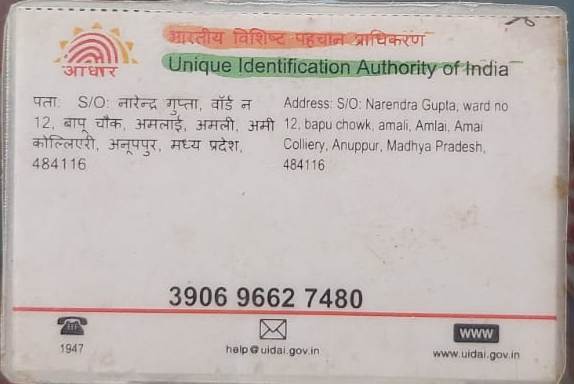 भारतीय विशिष्ट पहचान प्राधिकरण
आधार
Unique Identification Authority of India
पता: S/O: नारेन्द्र गुप्ता, वॉर्ड न
12, बापू चौक, अमलाई, अमली, अमी
कोल्लिएरी, अनूपपुर, मध्य प्रदेश,
484116
Address: S/O: Narendra Gupta, ward no
12, bapu chowk, amali, Amlai, Amai
Colliery, Anuppur, Madhya Pradesh,
484116
3906 9662 7480
1947
help@uidai.gov.in
WWW
www.uidai.gov.in